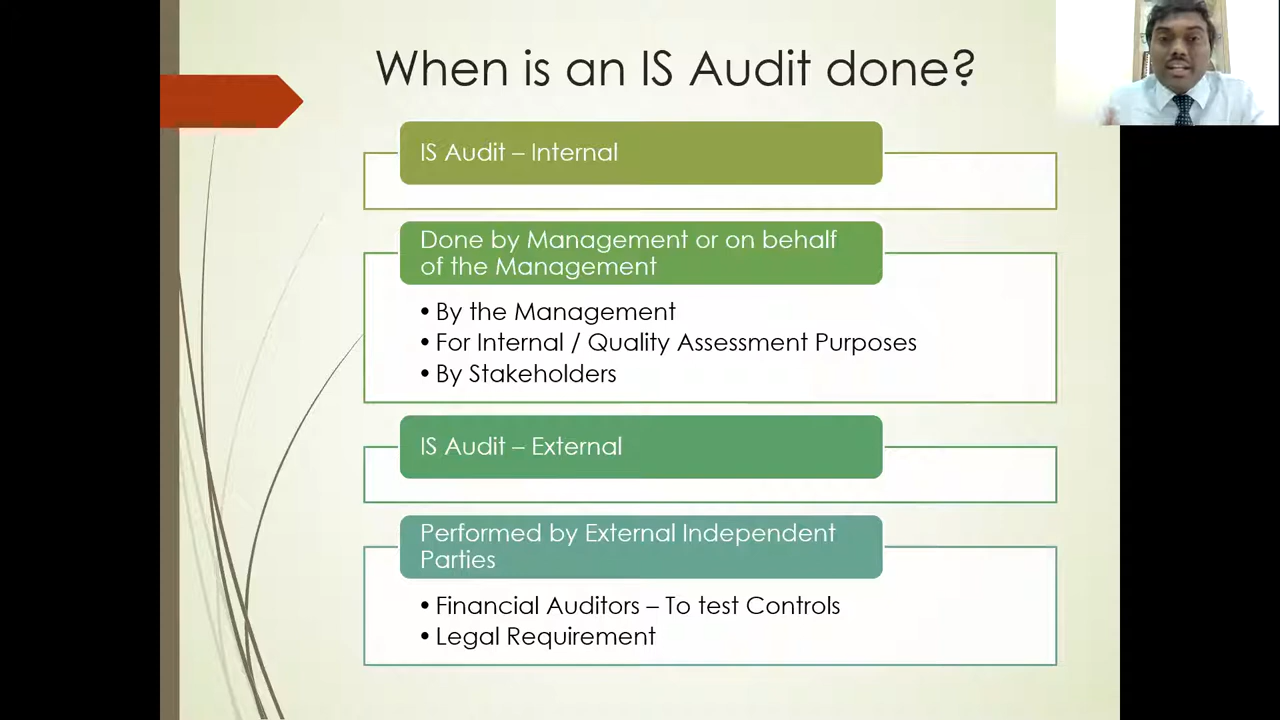 When is an IS Audit done?
IS Audit – Internal
Done by Management or on behalf
of the Management
• By the Management
• For Internal / Quality Assessment Purposes
• By Stakeholders
IS Audit – External
Performed by External Independent
Parties
• Financial Auditors – To test Controls
• Legal Requirement